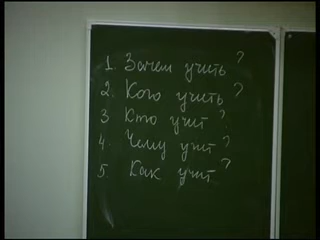 1. Зачем учить?
2. Кого учить?
3 Кто учит?
4. Чему учит?
5. Как учит?